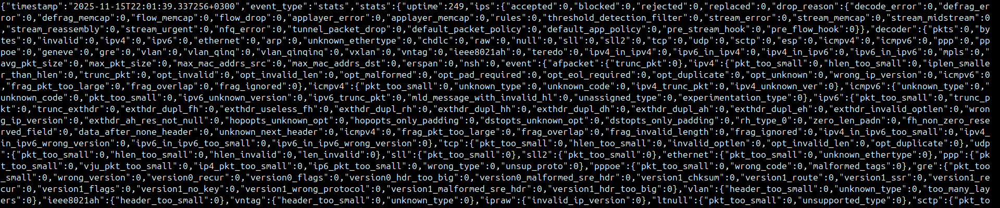 {"timestamp":"2025-11-15T22:01:39.337256+0300","event_type":"stats","stats":{"uptime":249,"ips":{"accepted":0,"blocked":0,"rejected":0,"replaced":0,"drop_reason":{"decode_error":0,"defrag_er
ror":0,"defrag_memcap":0,"flow_memcap":0,"flow_drop":0,"applayer_error":0,"applayer_memcap":0,"rules":0,"threshold_detection_filter":0,"stream_error":0,"stream_memcap":0,"stream_midstream":0
,"stream_reassembly":0,"stream_urgent":0,"nfq_error":0,"tunnel_packet_drop":0,"default_packet_policy":0,"default_app_policy":0,"pre_stream_hook":0,"pre_flow_hook":0}},"decoder":{"pkts":0,"by
tes":0,"invalid":0,"ipv4":0,"ipv6":0,"ethernet":0,"arp":0,"unknown_ethertype":0,"chdlc":0,"raw":0,"null":0,"sll":0,"sll2":0,"tcp":0,"udp":0,"sctp":0,"esp":0,"icmpv4":0,"icmpv6":0,"ppp":0,"pp
poe":0,"geneve":0,"gre":0,"vlan":0,"vlan_qinq":0,"vlan_qinqinq":0,"vxlan":0,"vntag":0,"ieee8021ah":0,"teredo":0,"ipv4_in_ipv4":0,"ipv6_in_ipv4":0,"ipv4_in_ipv6":0,"ipv6_in_ipv6":0,"mpls":0,"
avg_pkt_size":0,"max_pkt_size":0,"max_mac_addrs_src":0,"max_mac_addrs_dst":0,"erspan":0,"nsh":0,"event":{"afpacket":{"trunc_pkt":0},"ipv4":{"pkt_too_small":0,"hlen_too_small":0,"iplen_smalle
r_than_hlen":0,"trunc_pkt":0,"opt_invalid":0,"opt_invalid_len":0,"opt_malformed":0,"opt_pad_required":0,"opt_eol_required":0,"opt_duplicate":0,"opt_unknown":0,"wrong_ip_version":0,"icmpv6":0
,"frag_pkt_too_large":0,"frag_overlap":0,"frag_ignored":0},"icmpv4":{"pkt_too_small":0,"unknown_type":0,"unknown_code":0,"ipv4_trunc_pkt":0,"ipv4_unknown_ver":0},"icmpv6":{"unknown_type":0,"
unknown_code":0,"pkt_too_small":0,"ipv6_unknown_version":0,"ipv6_trunc_pkt":0,"mld_message_with_invalid_hl":0,"unassigned_type":0,"experimentation_type":0},"ipv6":{"pkt_too_small":0,"trunc_p
kt":0,"trunc_exthdr":0,"exthdr_dupl_fh":0,"exthdr_useless_fh":0,"exthdr_dupl_rh":0,"exthdr_dupl_hh":0,"exthdr_dupl_dh":0,"exthdr_dupl_ah":0,"exthdr_dupl_eh":0,"exthdr_invalid_optlen":0,"wron
g_ip_version":0,"exthdr_ah_res_not_null":0,"hopopts_unknown_opt":0,"hopopts_only_padding":0,"dstopts_unknown_opt":0,"dstopts_only_padding":0,"rh_type_0":0,"zero_len_padn":0,"fh_non_zero_rese
rved_field":0,"data_after_none_header":0,"unknown_next_header":0,"icmpv4":0,"frag_pkt_too_large":0,"frag_overlap":0,"frag_invalid_length":0,"frag_ignored":0,"ipv4_in_ipv6_too_small":0,"ipv4_
in_ipv6_wrong_version":0,"ipv6_in_ipv6_too_small":0,"ipv6_in_ipv6_wrong_version":0},"tcp":{"pkt_too_small":0,"hlen_too_small":0,"invalid_optlen":0,"opt_invalid_len":0,"opt_duplicate":0},"udp
":{"pkt_too_small":0,"hlen_too_small":0,"hlen_invalid":0,"len_invalid":0},"sll":{"pkt_too_small":0},"sll2":{"pkt_too_small":0},"ethernet":{"pkt_too_small":0,"unknown_ethertype":0},"ppp":{"pk
t_too_small":0,"vju_pkt_too_small":0,"ip4_pkt_too_small":0,"ip6_pkt_too_small":0,"wrong_type":0,"unsup_proto":0},"pppoe":{"pkt_too_small":0,"wrong_code":0,"malformed_tags":0},"gre":{"pkt_too
_small":0,"wrong_version":0,"version0_recur":0,"version0_flags":0,"version0_hdr_too_big":0,"version0_malformed_sre_hdr":0,"version1_chksum":0,"version1_route":0,"version1_ssr":0,"version1_re
cur":0,"version1_flags":0,"version1_no_key":0,"version1_wrong_protocol":0,"version1_malformed_sre_hdr":0,"version1_hdr_too_big":0},"vlan":{"header_too_small":0,"unknown_type":0,"too_many_lay
ers":0},"ieee8021ah":{"header_too_small":0},"vntag":{"header_too_small":0,"unknown_type":0},"ipraw":{"invalid_ip_version":0},"ltnull":{"pkt_too_small":0,"unsupported_type":0},"sctp":{"pkt_to